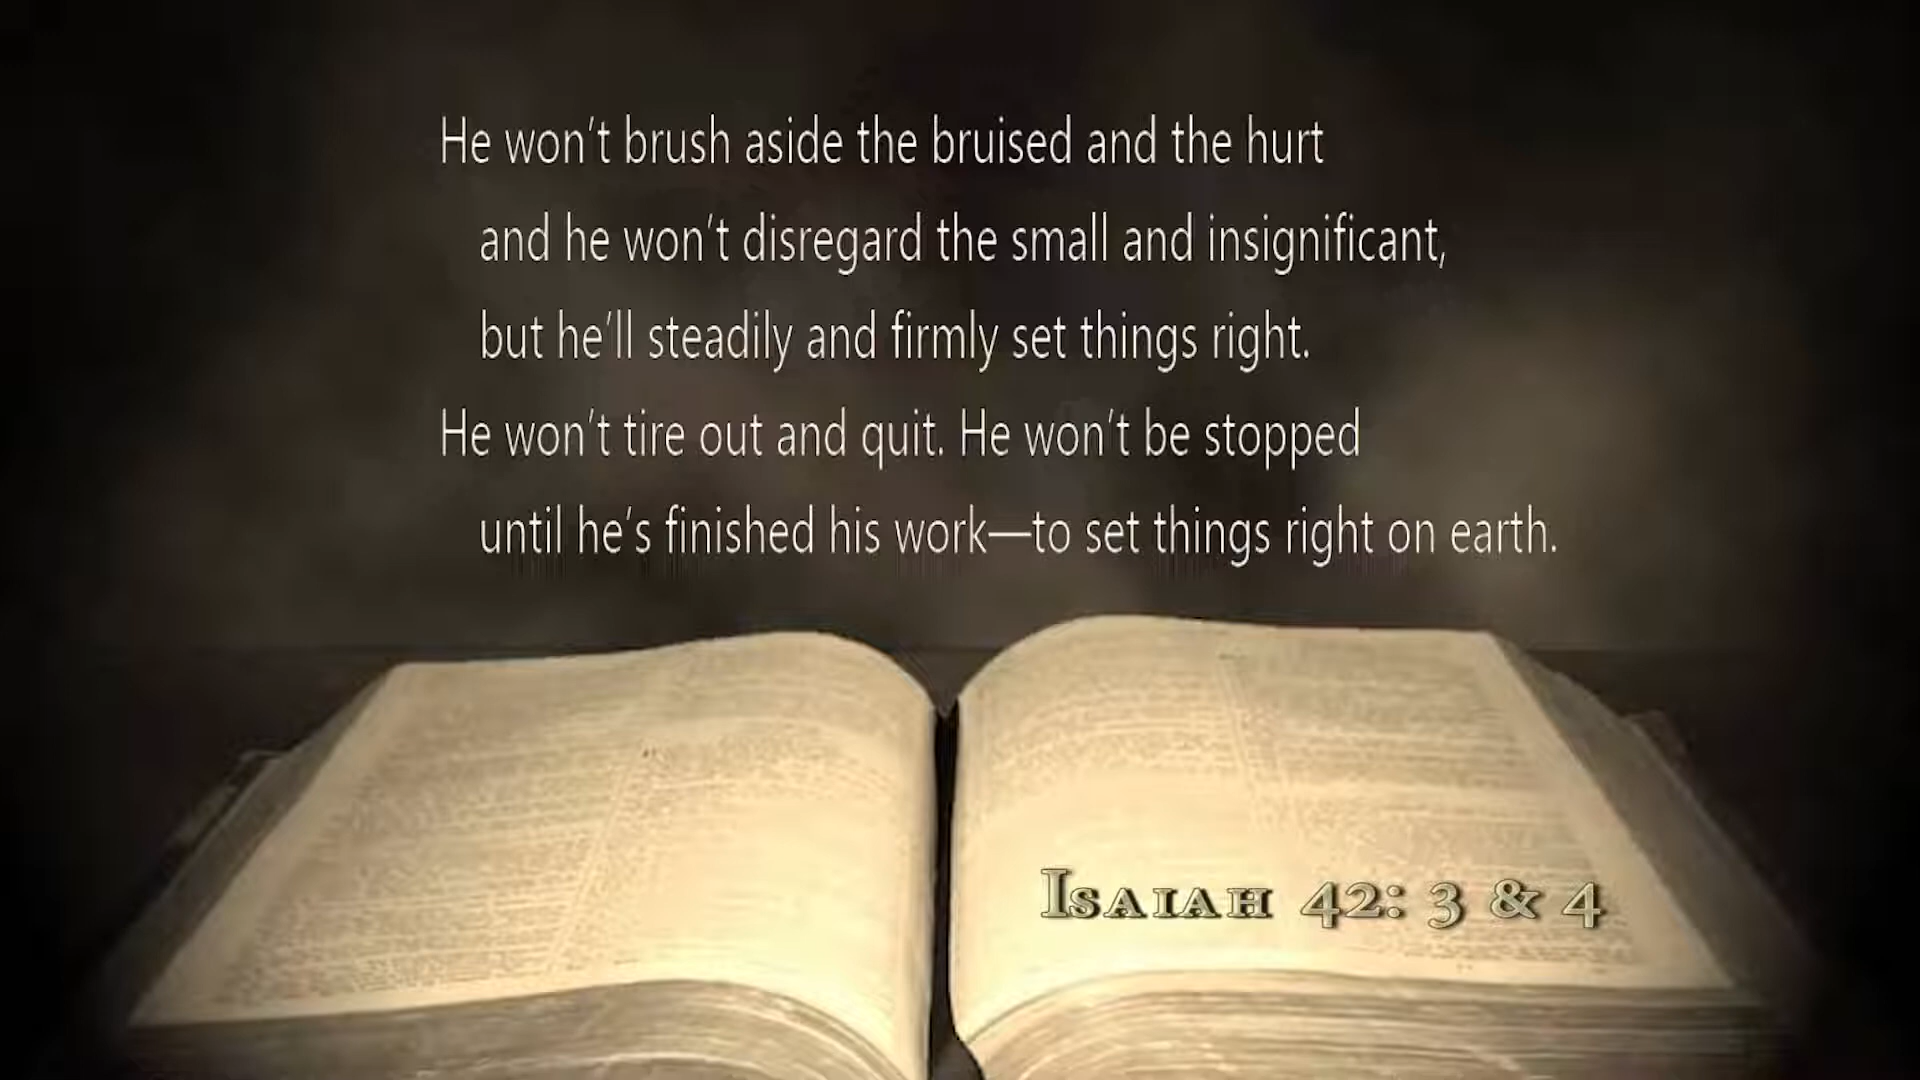 He won’t brush aside the bruised and the hurt
and he won’t disregard the small and insignificant,
but he’ll steadily and firmly set things right.
He won’t tire out and quit. He won’t be stopped
until he’s finished his work—to set things right on earth.
Isaiah 42: 3 & 4